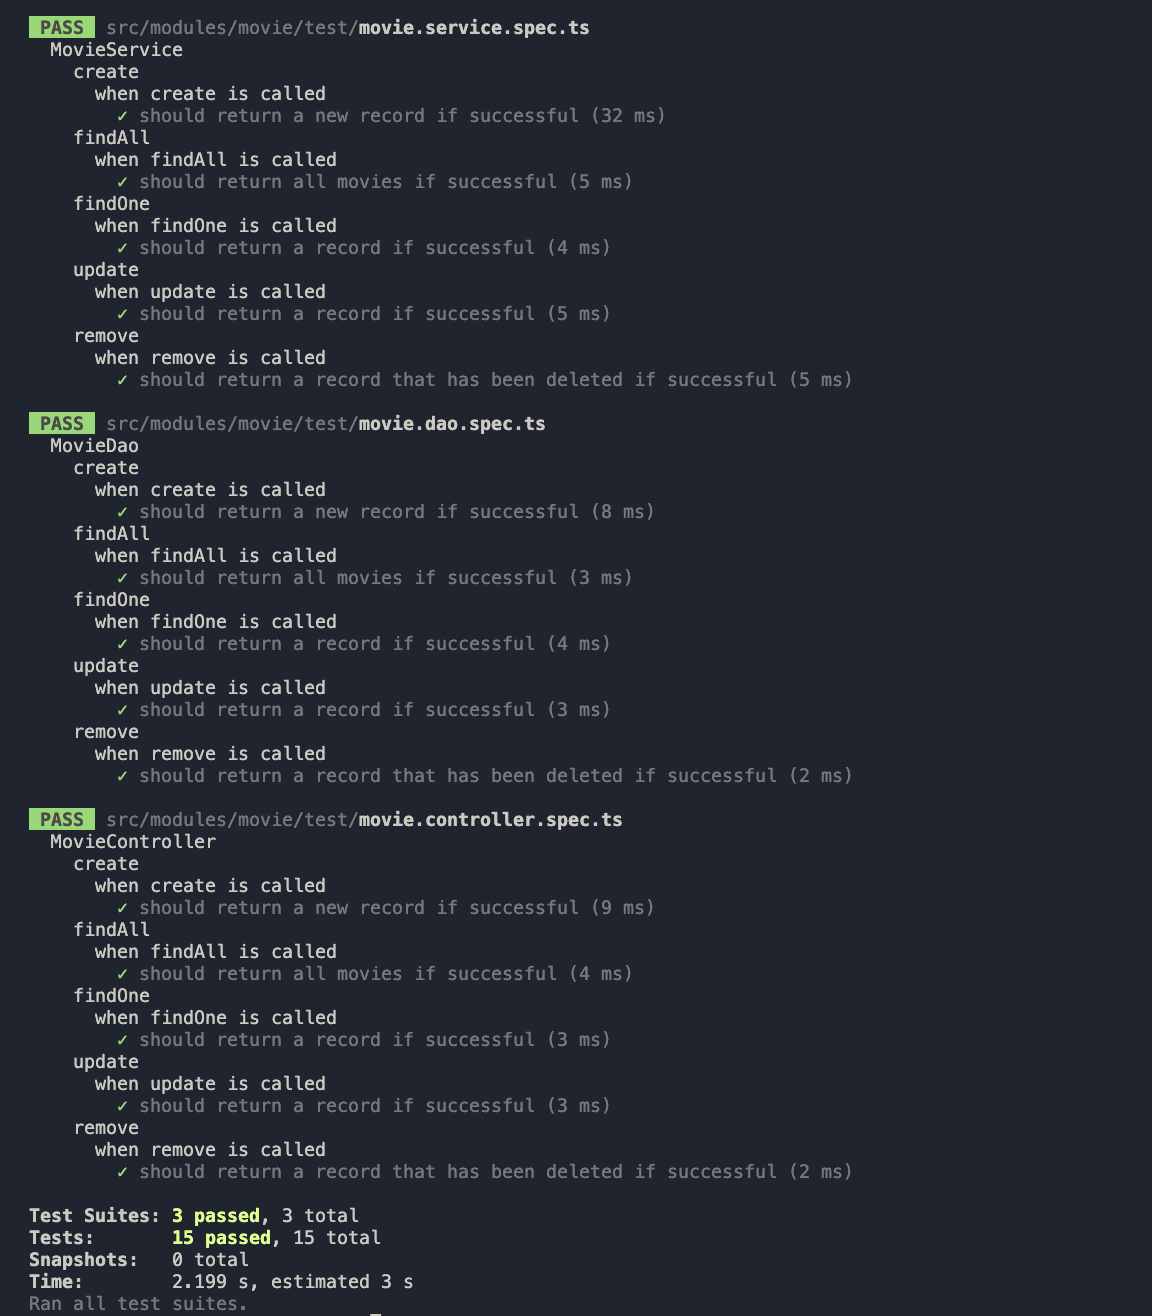 PASS src/modules/movie/test/movie.service.spec.ts
MovieService
create
when create is called
✓ should return a new record if successful (32 ms)
findAll
when findAll is called
✓ should return all movies if successful (5 ms)
findOne
when findOne is called
✓ should return a record if successful (4 ms)
update
when update is called
✓ should return a record if successful (5 ms)
remove
when remove is called
✓ should return a record that has been deleted if successful (5 ms)
PASS src/modules/movie/test/movie.dao.spec.ts
MovieDao
create
when create is called
✓ should return a new record if successful (8 ms)
findAll
when findAll is called
✓ should return all movies if successful (3 ms)
findOne
when findOne is called
✓ should return a record if successful (4 ms)
update
when update is called
✓ should return a record if successful (3 ms)
remove
when remove is called
✓ should return a record that has been deleted if successful (2 ms)
PASS src/modules/movie/test/movie.controller.spec.ts
MovieController
create
when create is called
✓ should return a new record if successful (9 ms)
findAll
when findAll is called
✓ should return all movies if successful (4 ms)
findOne
when findOne is called
✓ should return a record if successful (3 ms)
update
when update is called
✓ should return a record if successful (3 ms)
remove
when remove is called
✓ should return a record that has been deleted if successful (2 ms)
Test Suites: 3 passed, 3 total
Tests: 15 passed, 15 total
Snapshots: 0 total
Time: 2.199 s, estimated 3 s
Ran all test suites.